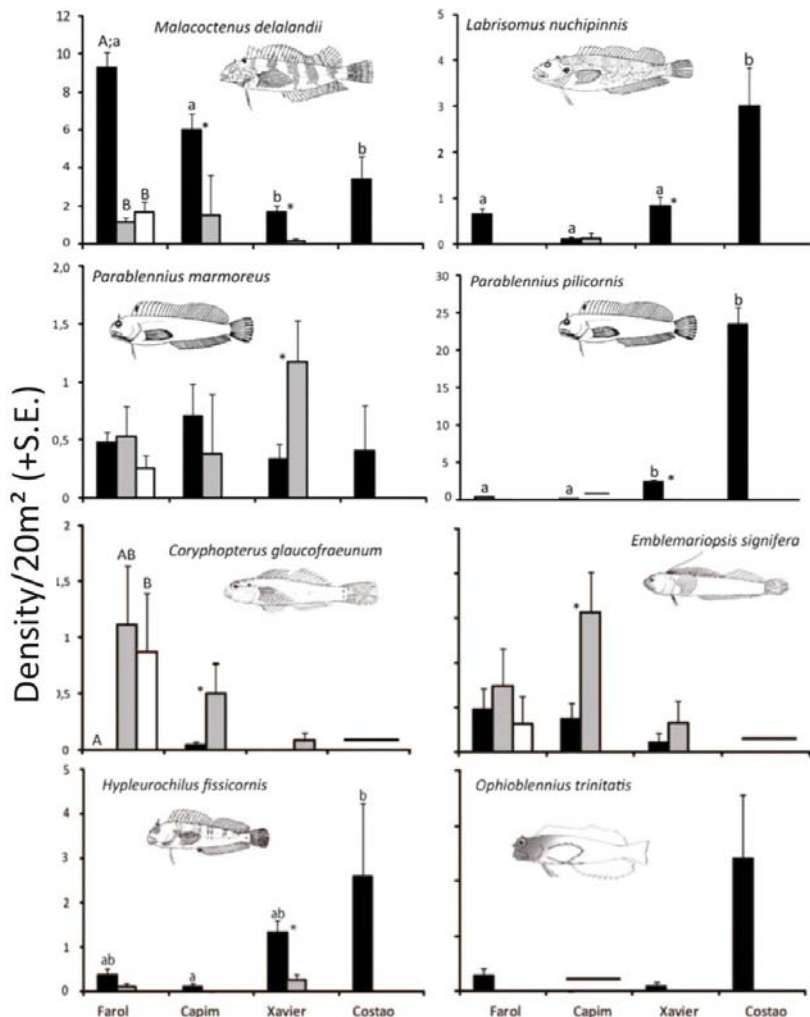 Density/20m² (+S.E.)
Malacoctenus delalandii
12
10
8
6
4
2
0
A;a
B
B
a
*
b
*
b
Labrisomus nuchipinnis
5
4
3
2
1
0
a
a
a
*
b
Parablennius marmoreus
2,0
1,5
1
0,5
0
*
Parablennius pilicornis
30
25
20
15
10
5
0
a
a
b
*
b
Coryphopterus glaucofraeunum
2
1,5
1
0,5
0
A
AB
B
*
Emblemariopsis signifera
*
Hypleurochilus fissicornis
5
4
3
2
1
0
ab
a
ab
*
b
Farol Capim Xavier Costao
Ophioblennius trinitatis
Farol Capim Xavier Costao